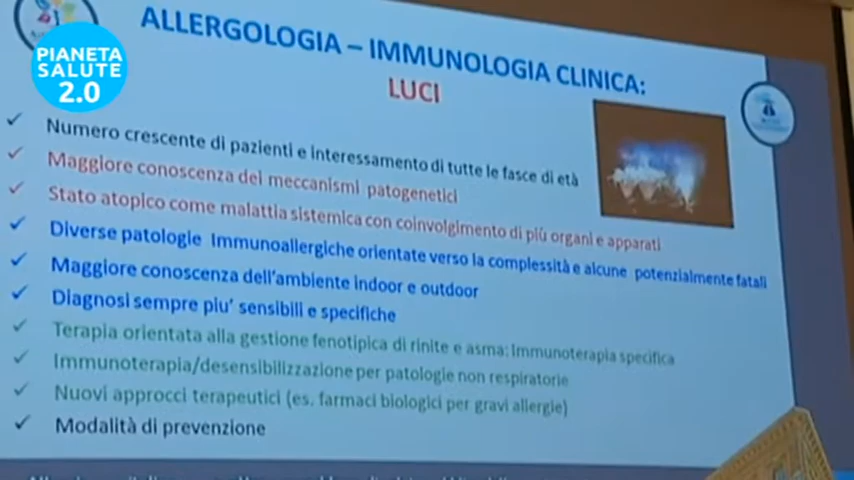 PIANETA
SALUTE
2.0
ALLERGOLOGIA – IMMUNOLOGIA CLINICA:
LUCI
Numero crescente di pazienti e interessamento di tutte le fasce di età
Maggiore conoscenza dei meccanismi patogenetici
Stato atopico come malattia sistemica con coinvolgimento di più organi e apparati
Diverse patologie Immunoallergiche orientate verso la complessità e alcune potenzialmente fatali
Maggiore conoscenza dell'ambiente indoor e outdoor
Diagnosi sempre piu' sensibili e specifiche
Terapia orientata alla gestione fenotipica di rinite e asma: Immunoterapia specifica
Immunoterapia/desensibilizzazione per patologie non respiratorie
Nuovi approcci terapeutici (es. farmaci biologici per gravi allergie)
Modalità di prevenzione